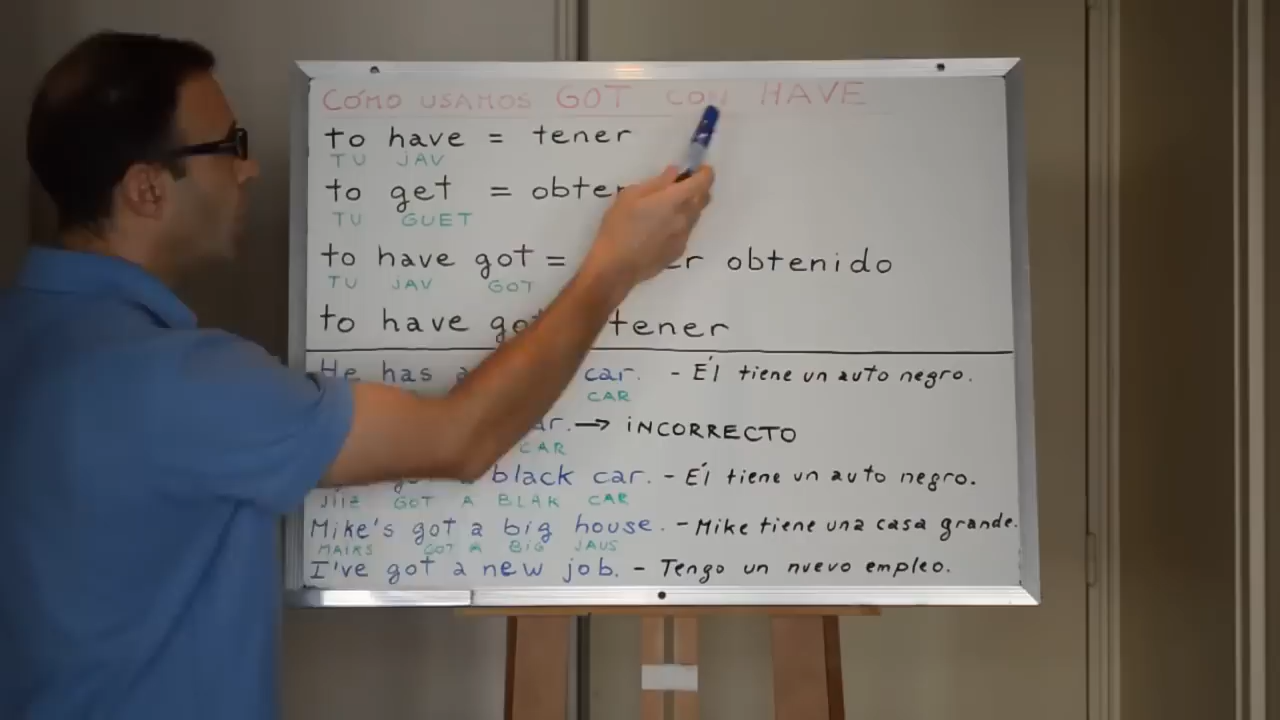 CÓMO USAMOS GOT CON HAVE
to have = tener
TU JAV
to get = obte
TU GUET
to have got = er obtenido
TU JAV GOT
to have go tener
He has a car. - Él tiene un auto negro.
CAR
ar. → INCORRECTO
CAR
black car. - Él tiene un auto negro.
JIIZ GOT A BLAK CAR
Mike's got a big house. - Mike tiene una casa grande.
MAIKS GOT A BIG JAUS
I've got a new job. - Tengo un nuevo empleo.